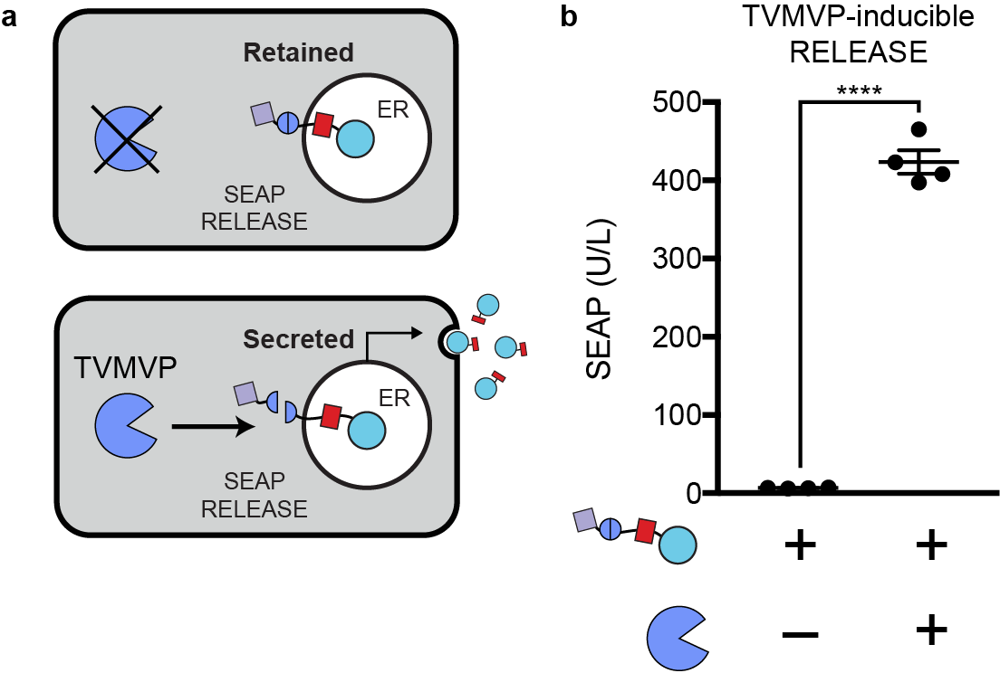 a
Retained
ER
SEAP
RELEASE
Secreted
TVMVP
ER
SEAP
RELEASE
b
TVMVP-inducible
RELEASE
****
500
400
300
200
100
0
SEAP (U/L)
+ +
– +